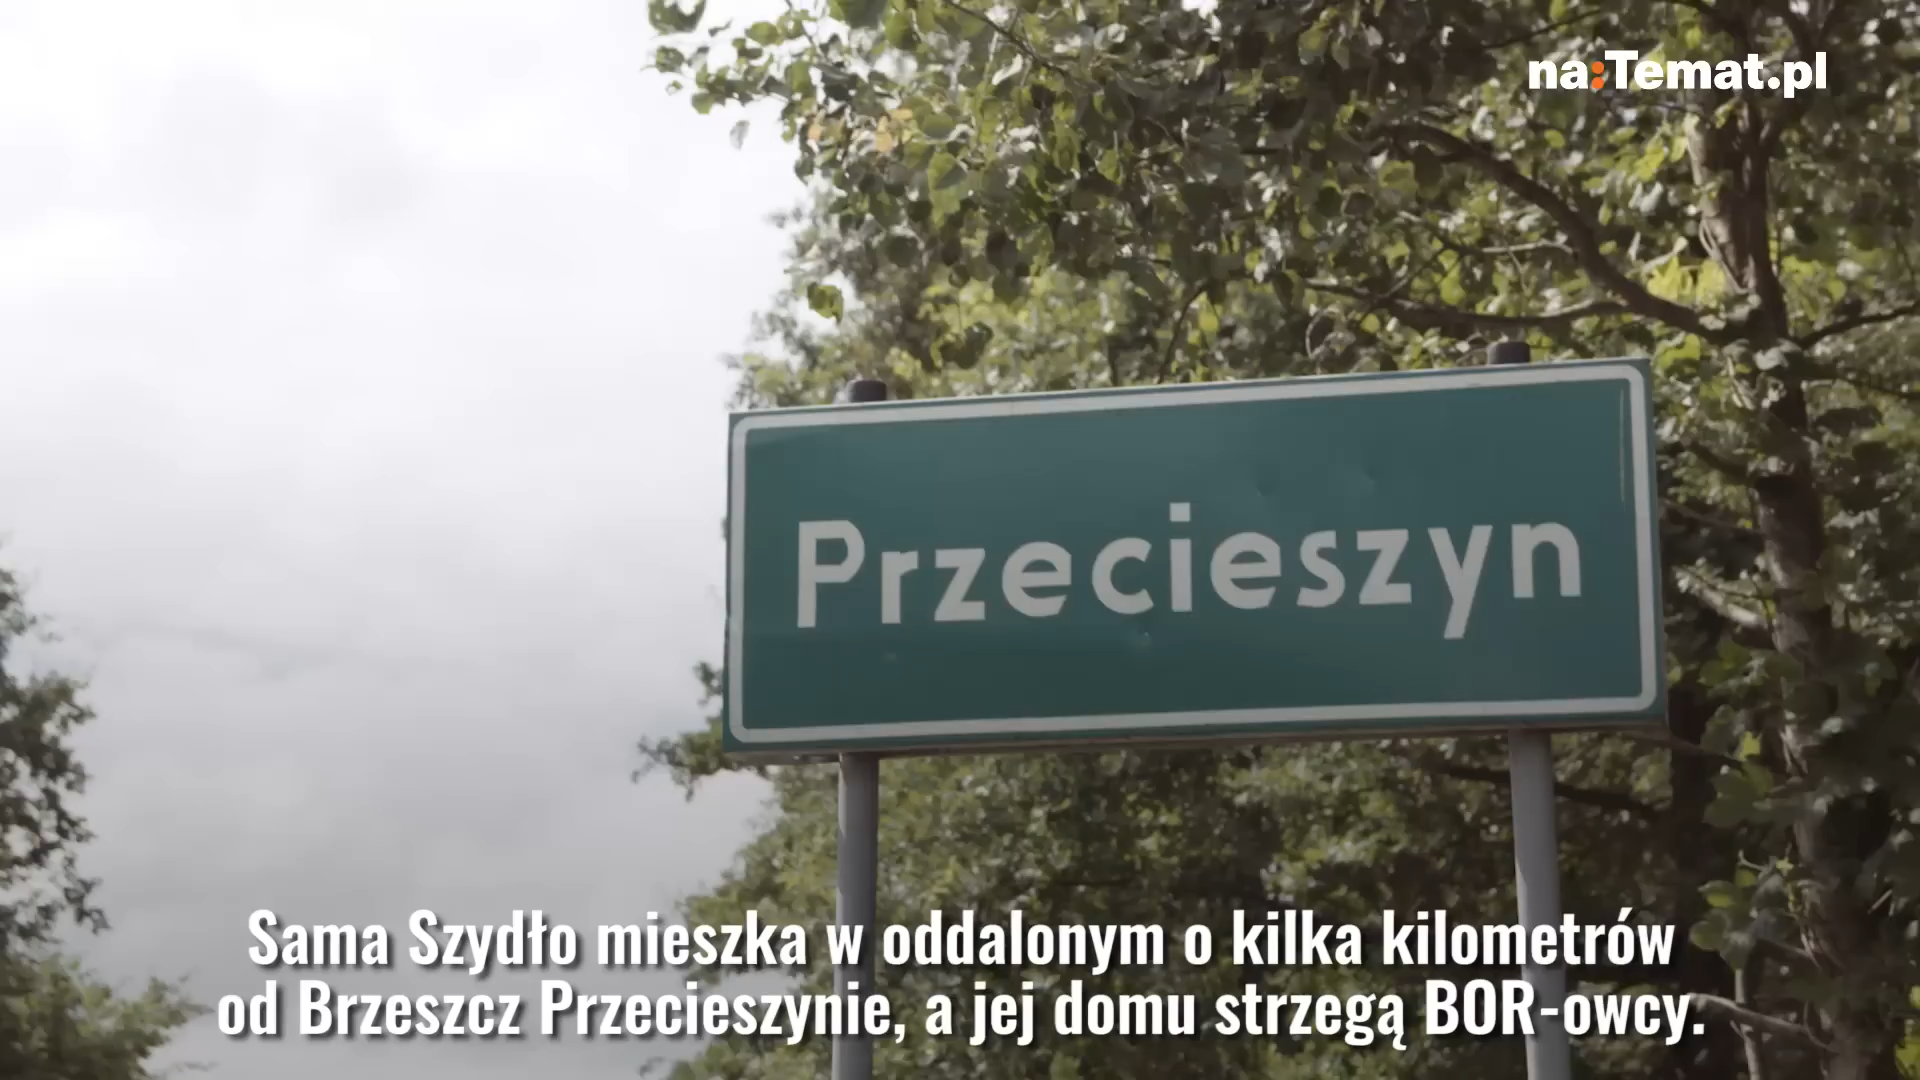 na:Temat.pl
Przecieszyn
Sama Szydło mieszka w oddalonym o kilka kilometrów
od Brzeszcz Przecieszynie, a jej domu strzegą BOR-owcy.